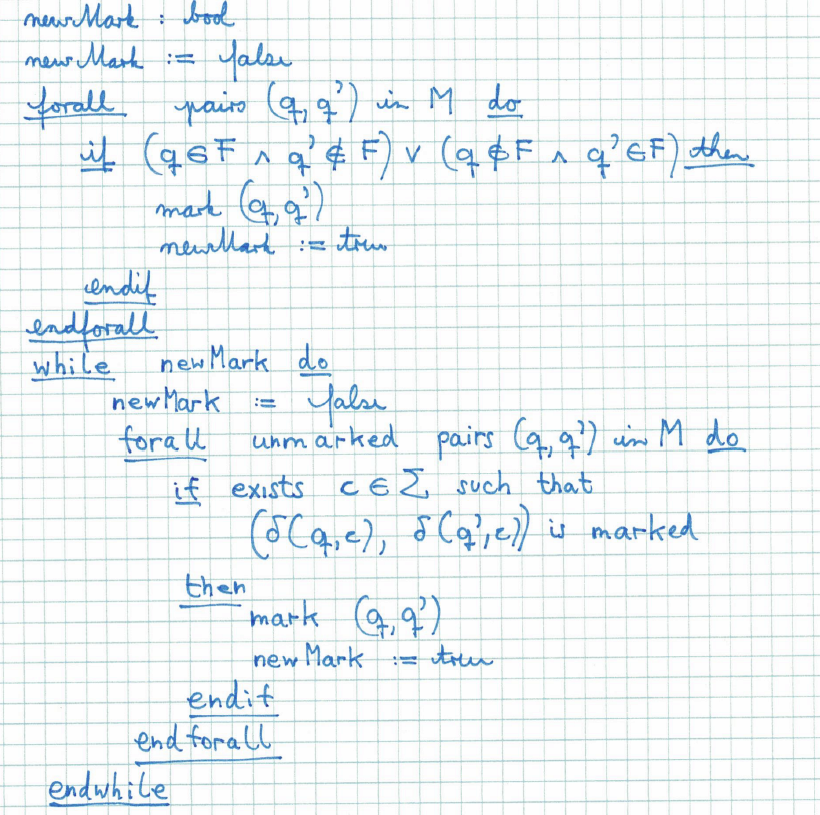 newMark : bool
newMark := false
forall pairs (q, q') in M do
if (q ∈ F ∧ q' ∉ F) ∨ (q ∉ F ∧ q' ∈ F) then
mark (q, q')
newMark := true
endif
endforall
while newMark do
newMark := false
forall unmarked pairs (q, q') in M do
if exists c ∈ Σ such that
(δ(q,c), δ(q',c)) is marked
then
mark (q, q')
newMark := true
endif
endforall
endwhile